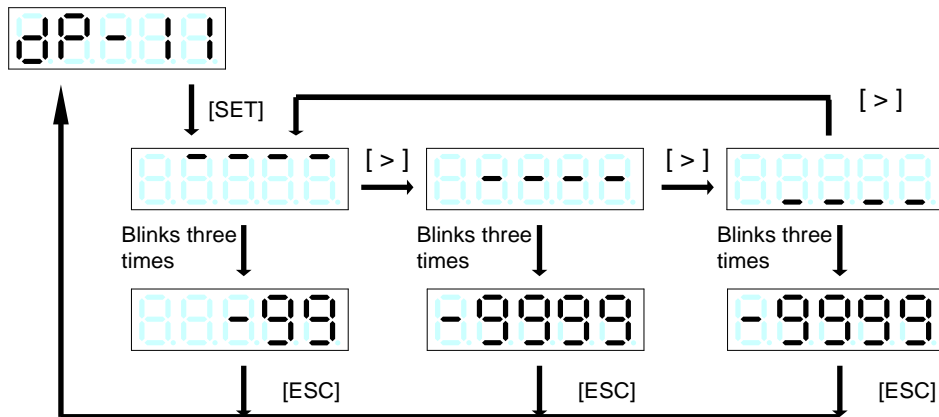 dP-11
[SET]
[ > ]
- - - -
[ > ]
- - - -
[ > ]
_ _ _ _
Blinks three
times
Blinks three
times
Blinks three
times
-99
-9999
-9999
[ESC]
[ESC]
[ESC]